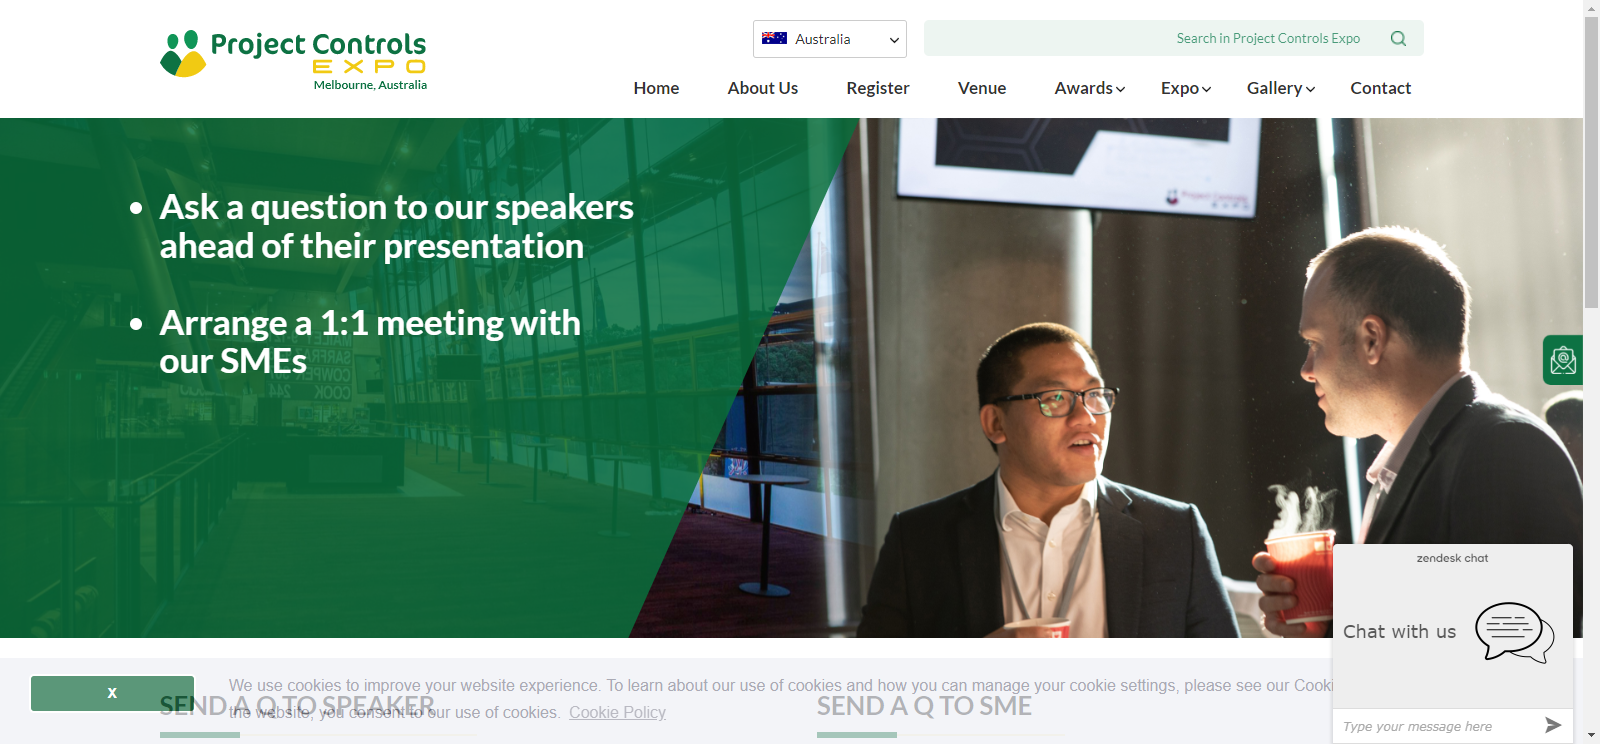 Project Controls
EXPO
Melbourne, Australia
Australia
Search in Project Controls Expo
Home
About Us
Register
Venue
Awards
Expo
Gallery
Contact
Project Controls
EXPO
• Ask a question to our speakers
ahead of their presentation
• Arrange a 1:1 meeting with
our SMEs
COOK
zendesk chat
Chat with us
Type your message here
x
We use cookies to improve your website experience. To learn about our use of cookies and how you can manage your cookie settings, please see our Cooki
the website, you consent to our use of cookies. Cookie Policy
SEND A Q TO SPEAKER
SEND A Q TO SME